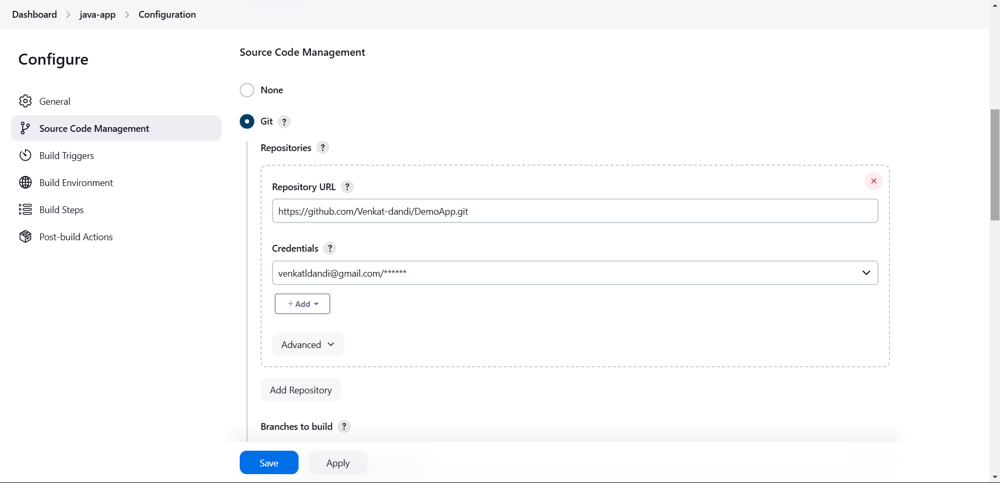 Dashboard > java-app > Configuration
Configure
General
Source Code Management
Build Triggers
Build Environment
Build Steps
Post-build Actions
Source Code Management
None
Git ?
Repositories ?
Repository URL ?
https://github.com/Venkat-dandi/DemoApp.git
Credentials ?
venkatldandi@gmail.com/******
+ Add
Advanced
Add Repository
Branches to build ?
Save Apply